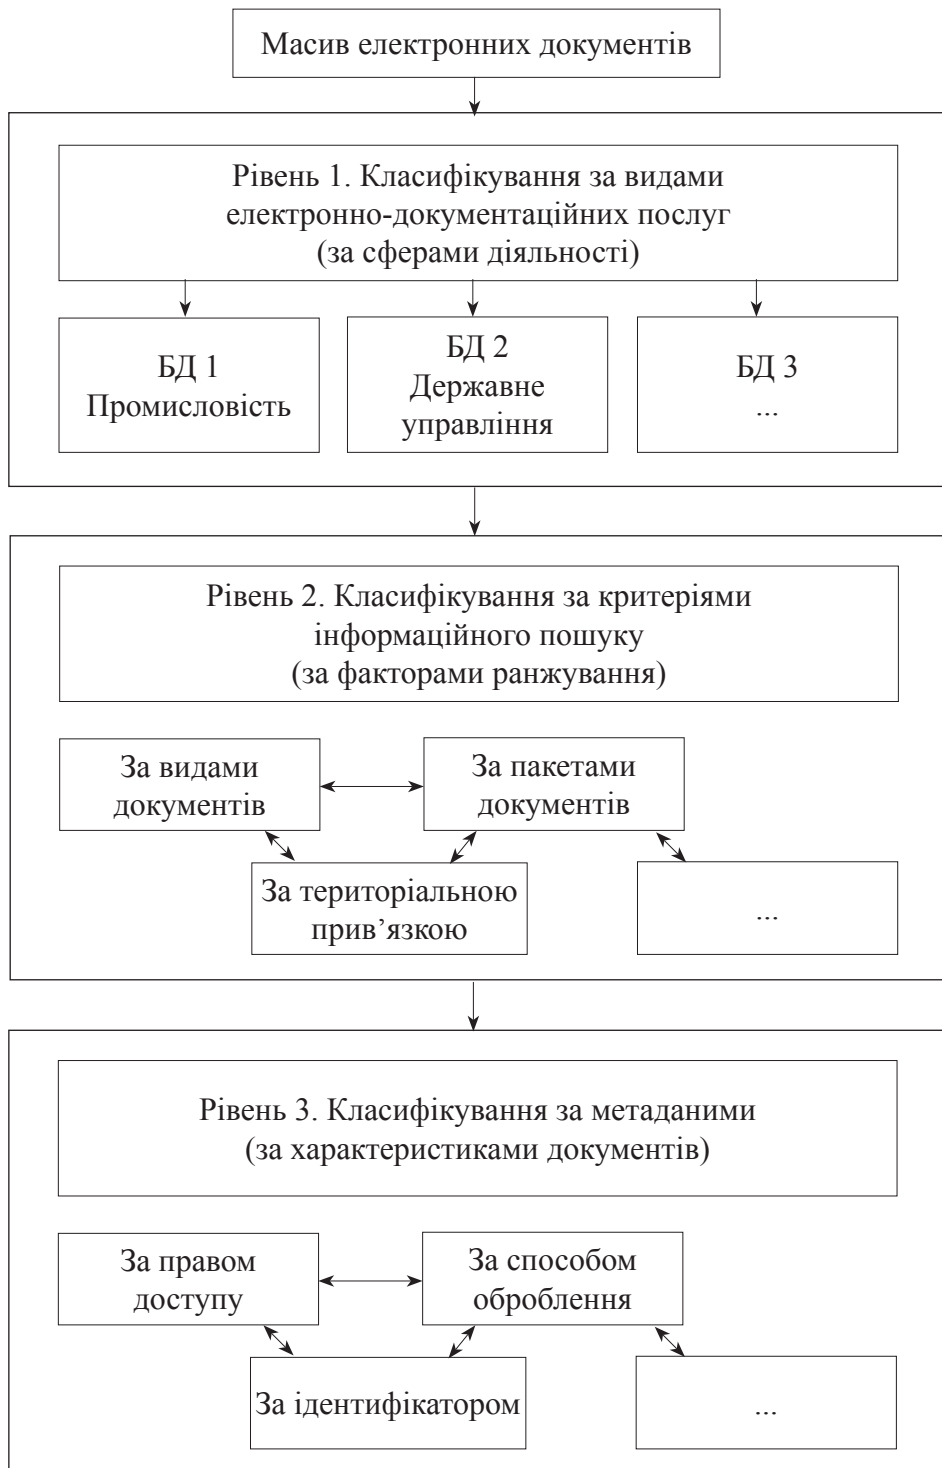 Масив електронних документів
Рівень 1. Класифікування за видами
електронно-документаційних послуг
(за сферами діяльності)
БД 1
Промисловість
БД 2
Державне
управління
БД 3
...
Рівень 2. Класифікування за критеріями
інформаційного пошуку
(за факторами ранжування)
За видами
документів
За пакетами
документів
За територіальною
прив’язкою
...
Рівень 3. Класифікування за метаданими
(за характеристиками документів)
За правом
доступу
За способом
оброблення
За ідентифікатором
...